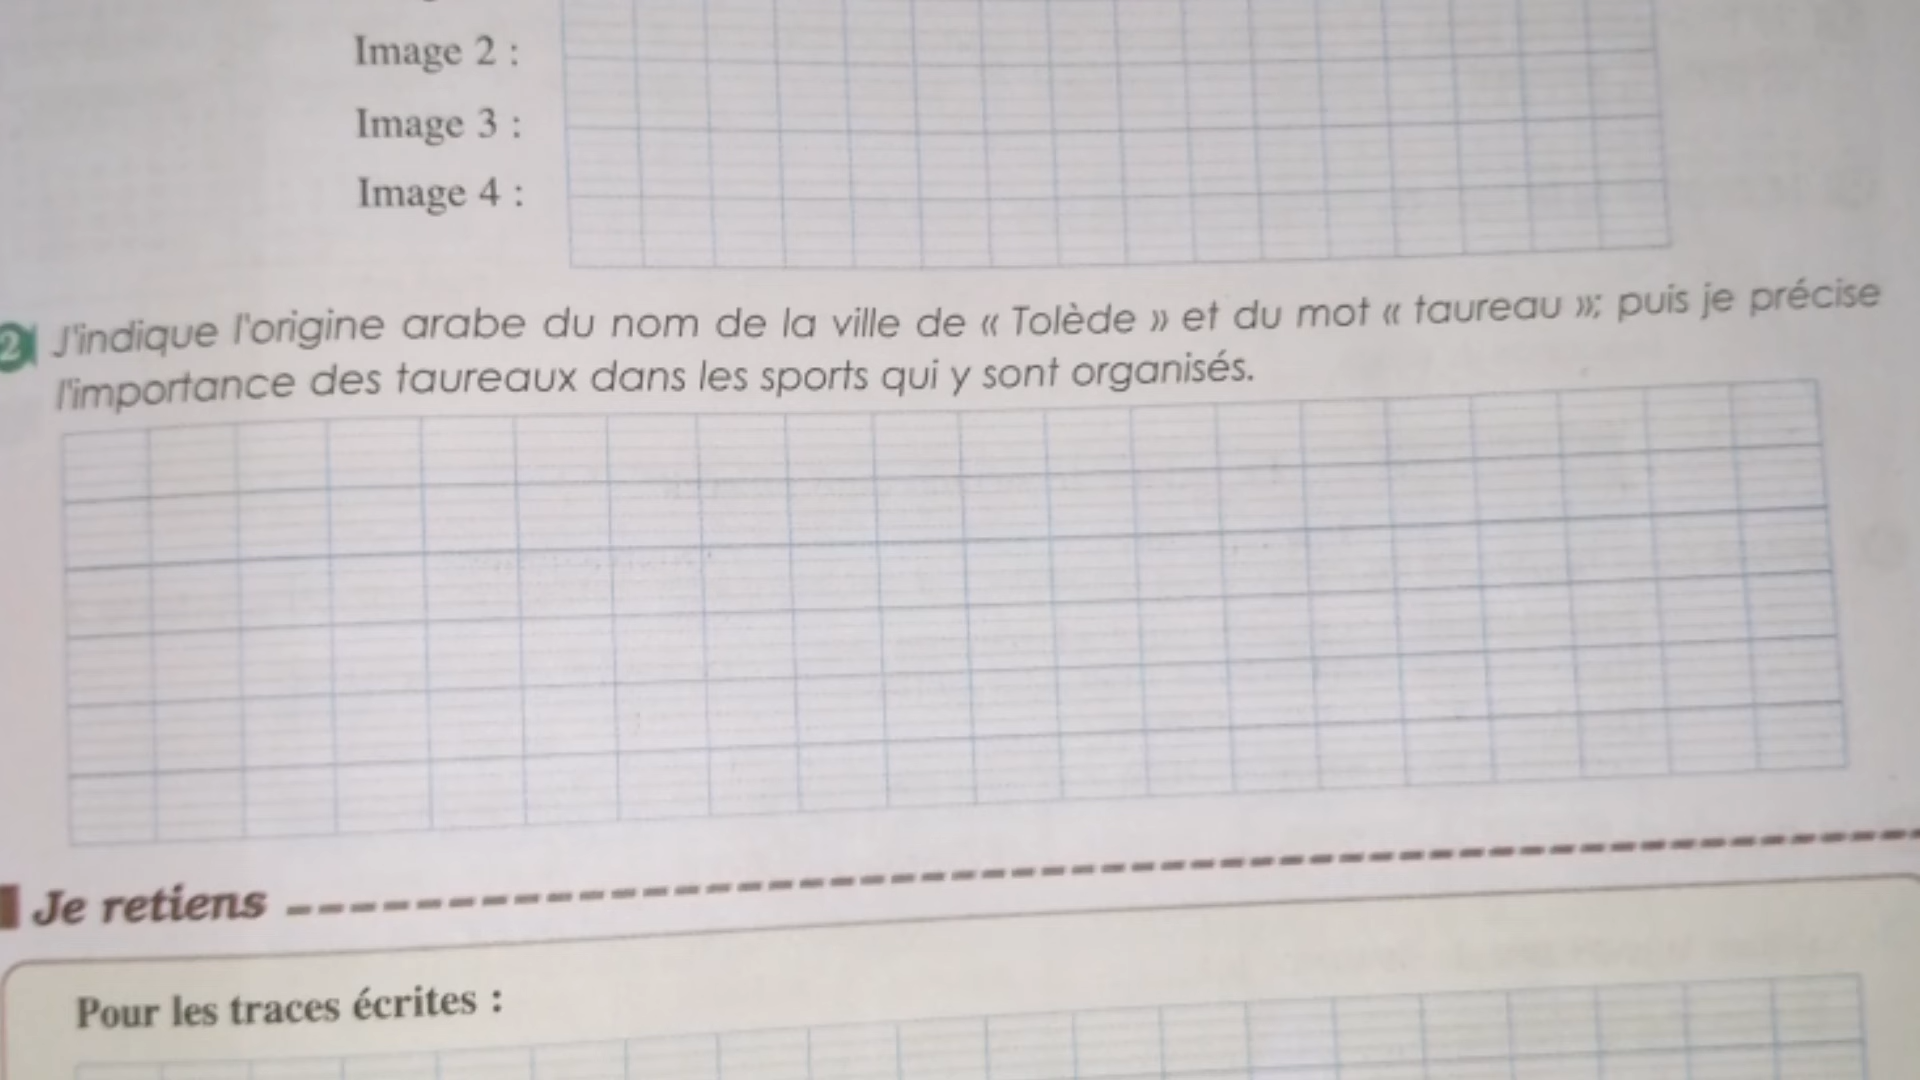 Image 2 :
Image 3 :
Image 4 :
2 J'indique l'origine arabe du nom de la ville de « Tolède » et du mot « taureau »; puis je précise
l'importance des taureaux dans les sports qui y sont organisés.
Je retiens
Pour les traces écrites :